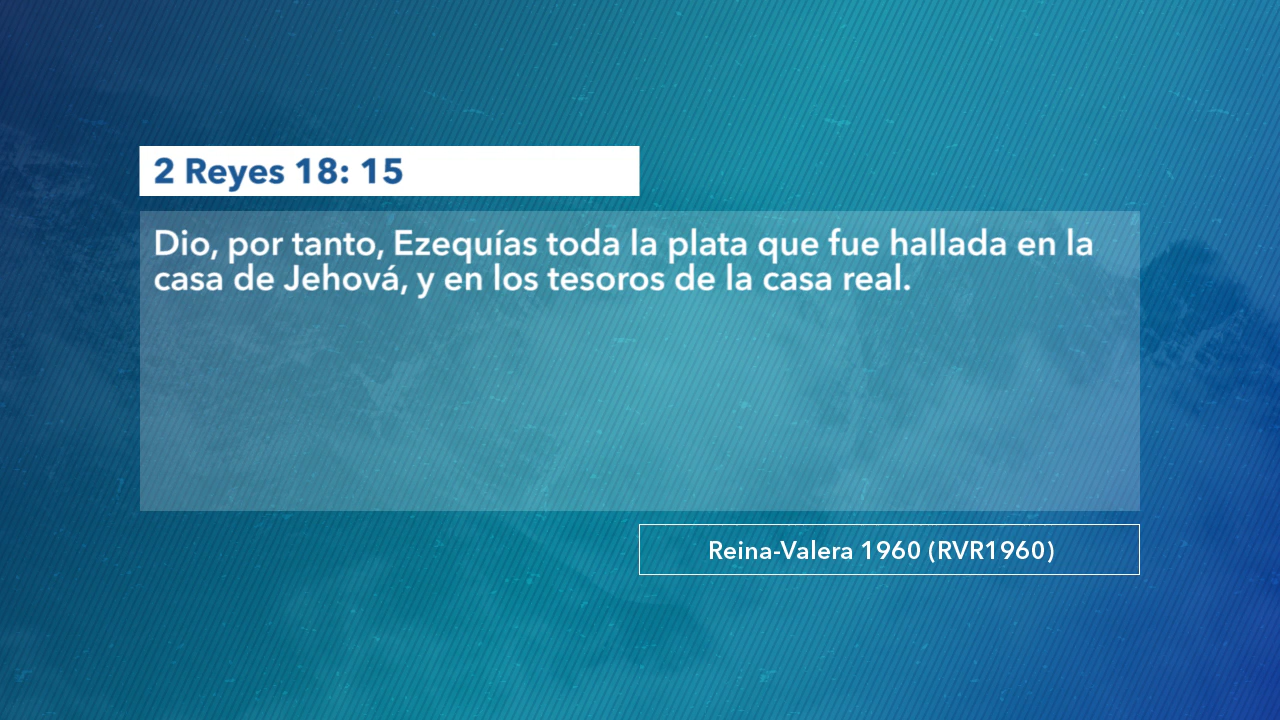 2 Reyes 18: 15
Dio, por tanto, Ezequías toda la plata que fue hallada en la
casa de Jehová, y en los tesoros de la casa real.
Reina-Valera 1960 (RVR1960)